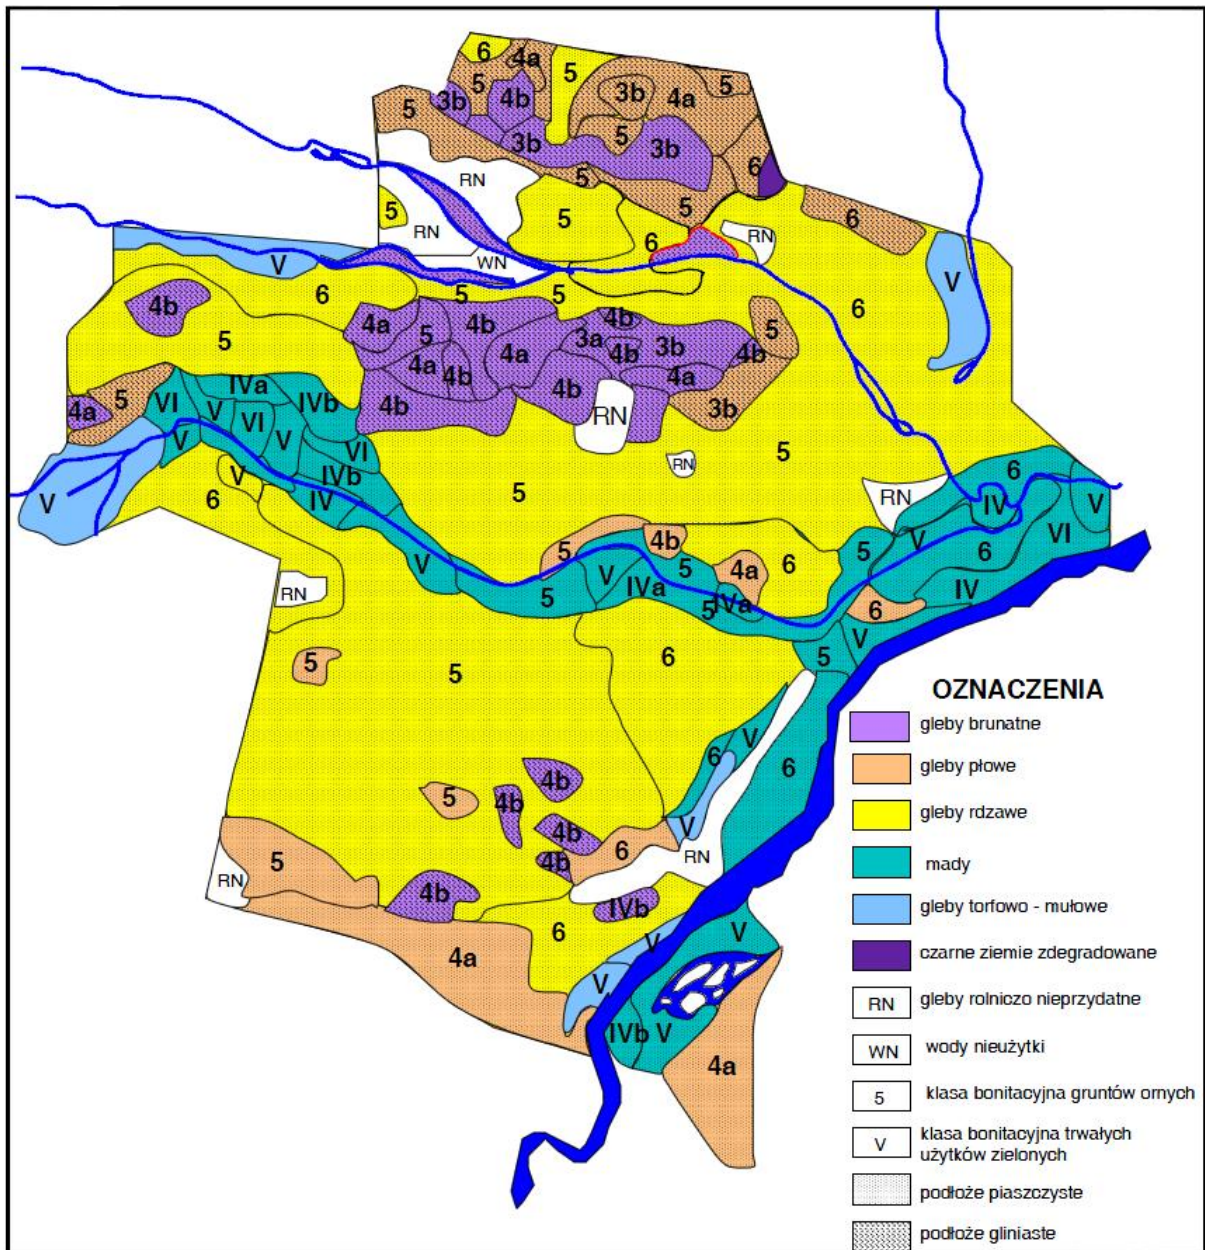 6 4a 5
5 3b 4b 3b 4a 5
5 3b 5 3b 6
RN 5
5 RN 5 5 6 RN 6
V WN
4b 6 5 5 6 V
5 4a 5 4b 4a 3a 4b 4b 3b 4b 5
4a 4b 4b 4a
4a 5 VI IVa V VI IVb 4b RN 3b
V V VI
V V IVb RN 5
6 IV 5 RN 6 V
IV V VI
V 5 4b 5 4a 6 5 6
RN 5 V IVa 5 IVa 6 IV
V
5 5 6 5
6 V 6
5 4b 4b V
5 4b 6 RN
RN 4b 4b IVb
4a 6 V V
V
IVb V
4a
OZNACZENIA
gleby brunatne
gleby płowe
gleby rdzawe
mady
gleby torfowo - mułowe
czarne ziemie zdegradowane
RN gleby rolniczo nieprzydatne
WN wody nieużytki
5 klasa bonitacyjna gruntów ornych
V klasa bonitacyjna trwałych
użytków zielonych
podłoże piaszczyste
podłoże gliniaste